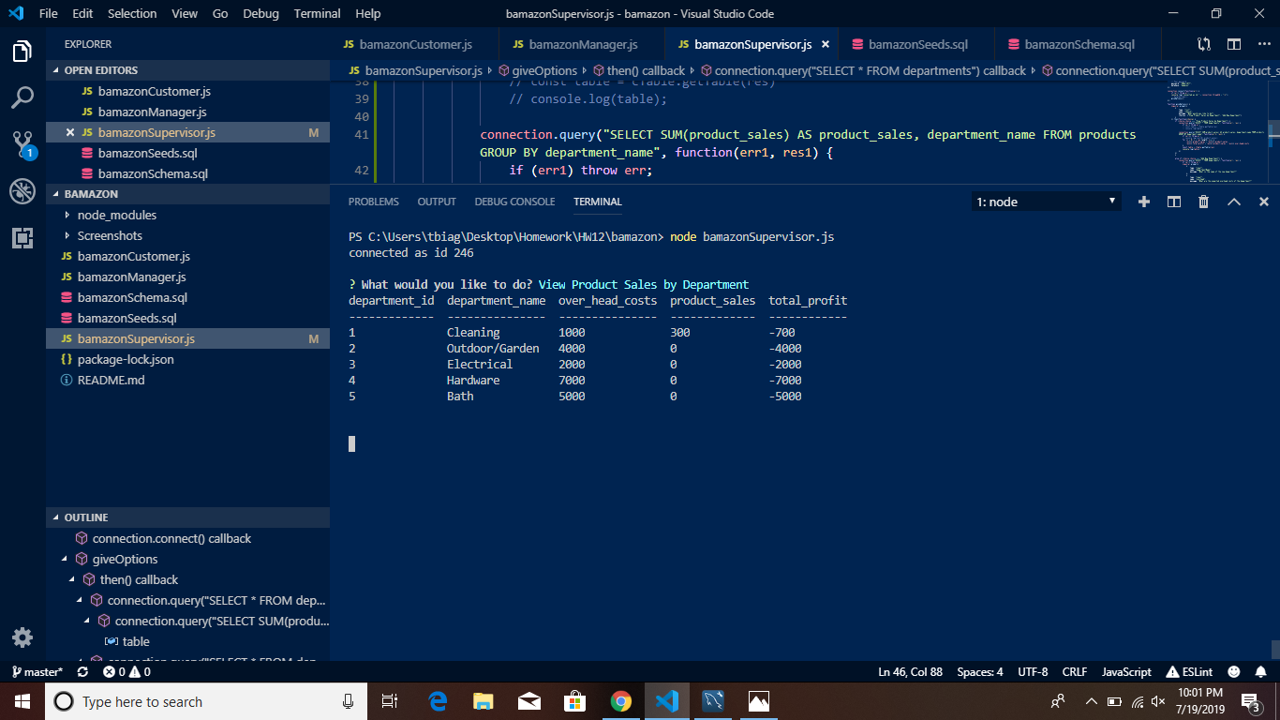 File Edit Selection View Go Debug Terminal Help bamazonSupervisor.js - bamazon - Visual Studio Code
EXPLORER
OPEN EDITORS
JS bamazonCustomer.js
JS bamazonManager.js
JS bamazonSupervisor.js M
bamazonSeeds.sql
bamazonSchema.sql
BAMAZON
node_modules
Screenshots
JS bamazonCustomer.js
JS bamazonManager.js
bamazonSchema.sql
bamazonSeeds.sql
JS bamazonSupervisor.js M
{} package-lock.json
README.md
OUTLINE
connection.connect() callback
giveOptions
then() callback
connection.query("SELECT * FROM dep...
connection.query("SELECT SUM(produ...
table
connection.query("SELECT * FROM dep...
JS bamazonCustomer.js JS bamazonManager.js JS bamazonSupervisor.js bamazonSeeds.sql bamazonSchema.sql
JS bamazonSupervisor.js giveOptions then() callback connection.query("SELECT * FROM departments") callback connection.query("SELECT SUM(product_s
38 // const table = cTable.getTable(res)
39 // console.log(table);
40
41 connection.query("SELECT SUM(product_sales) AS product_sales, department_name FROM products
GROUP BY department_name", function(err1, res1) {
42 if (err1) throw err;
PROBLEMS OUTPUT DEBUG CONSOLE TERMINAL 1: node
PS C:\Users\tbiag\Desktop\Homework\HW12\bamazon> node bamazonSupervisor.js
connected as id 246
? What would you like to do? View Product Sales by Department
department_id department_name over_head_costs product_sales total_profit
------------- --------------- --------------- ------------- ------------
1 Cleaning 1000 300 -700
2 Outdoor/Garden 4000 0 -4000
3 Electrical 2000 0 -2000
4 Hardware 7000 0 -7000
5 Bath 5000 0 -5000
master* 0 0 Ln 46, Col 88 Spaces: 4 UTF-8 CRLF JavaScript ESLint
Type here to search
10:01 PM
7/19/2019
3
1